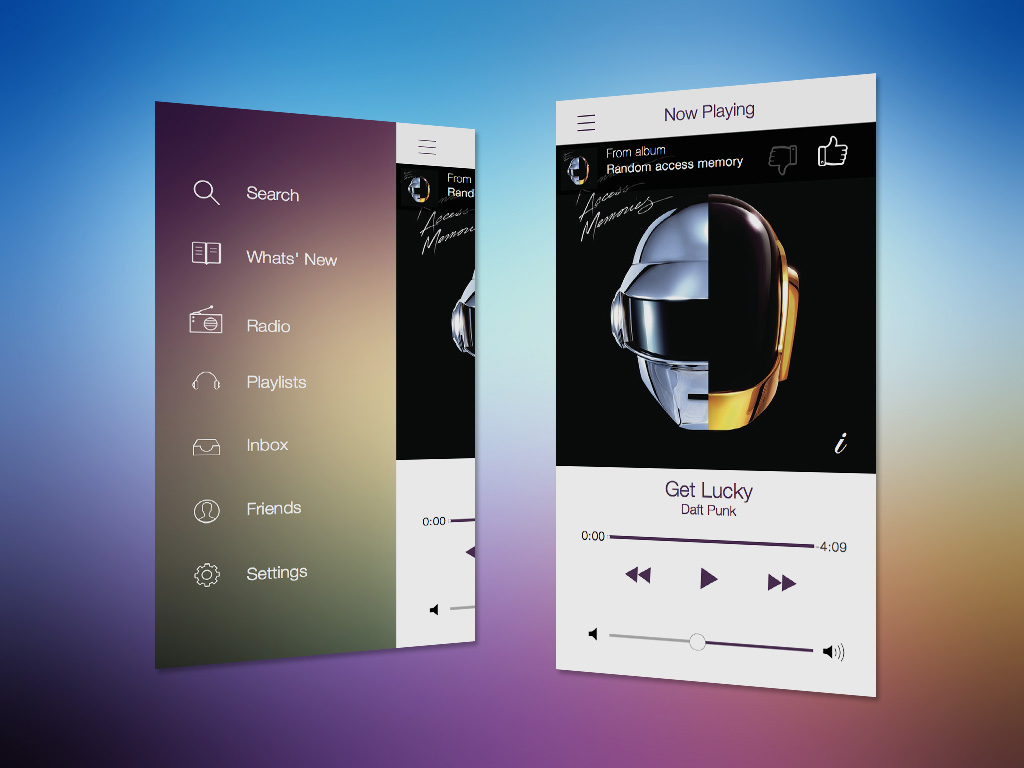 Search
Whats' New
Radio
Playlists
Inbox
Friends
Settings
From
Rand
Access
Memories
0:00
Now Playing
From album
Random access memory
Access
Memories
i
Get Lucky
Daft Punk
0:00
-4:09